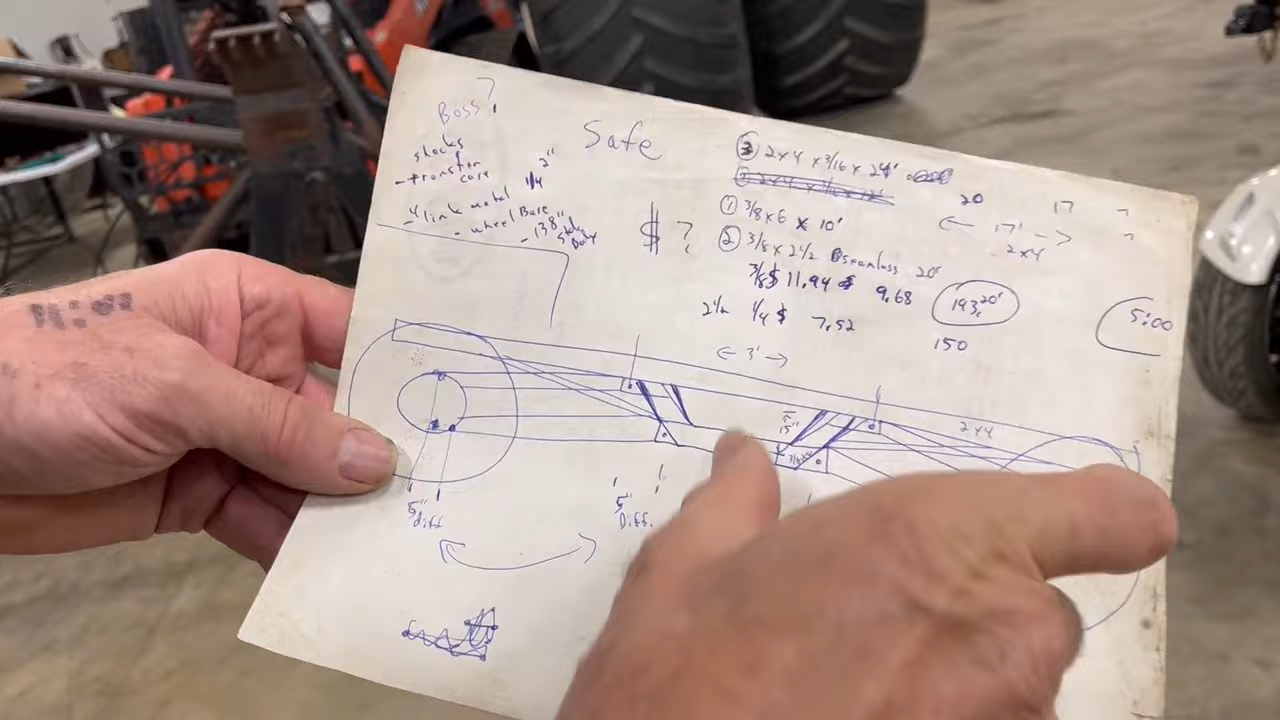 ?
Boss!
Safe
shocks
&
- transfer
case
- 4 link metal 1/4 2"
- wheel Base
- 138"
Body
$ ?
③ 2x4 x 3/16 x 24'
① 3/8 x 6 x 10'
② 3/8 x 2 1/2 seamless 20'
3/8 $ 11.94 9.68
2 1/2 1/4 $ 7.52
193. 20'
150
20 17
← 17' →
2x4
5:00
← 3' →
15"
2x4
5"
Diff
5"
Diff.